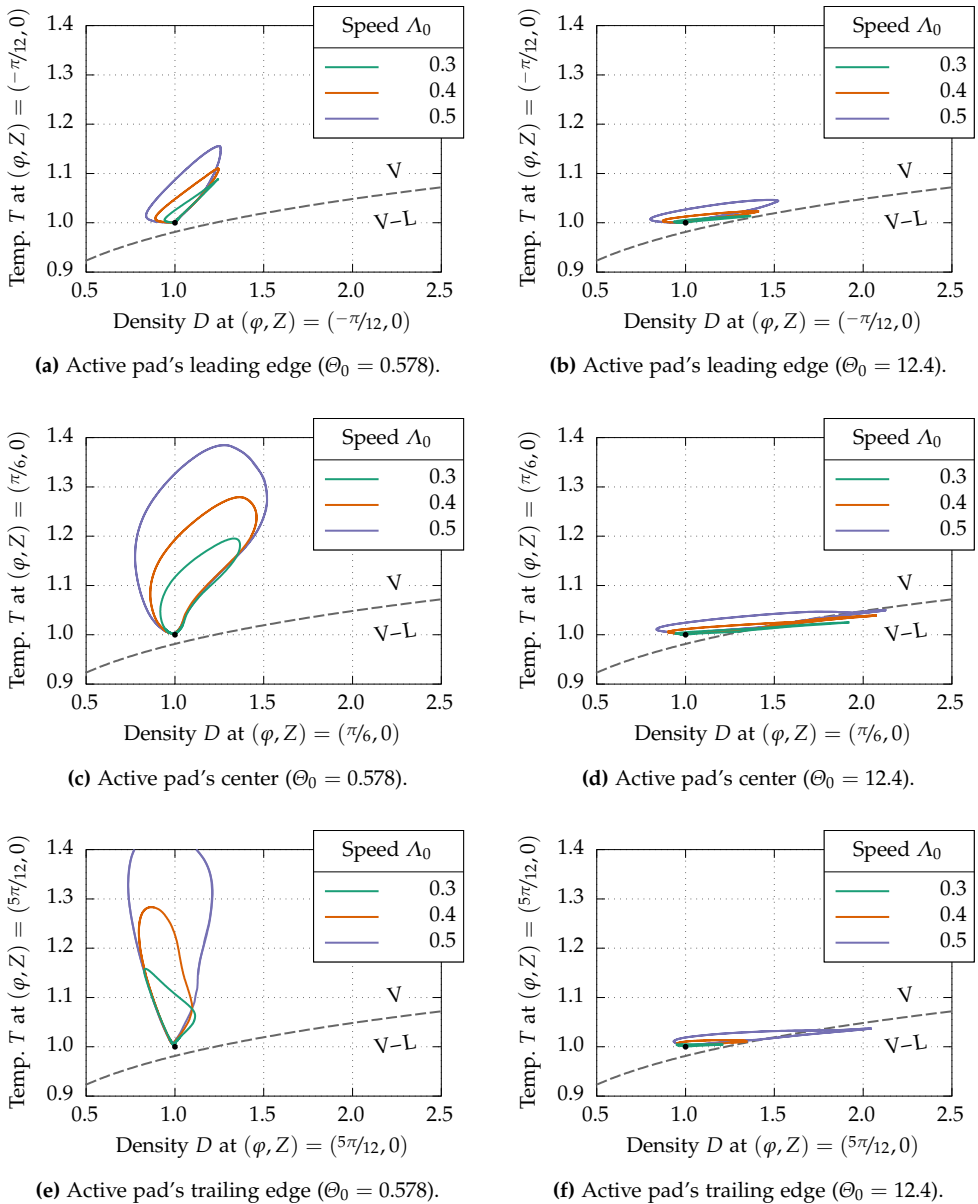 Temp. T at (φ, Z) = (−π/12, 0)
1.4
1.3
1.2
1.1
1.0
0.9
0.5 1.0 1.5 2.0 2.5
Speed Λ0
0.3
0.4
0.5
V
V–L
Density D at (φ, Z) = (−π/12, 0)
(a) Active pad's leading edge (Θ0 = 0.578).
Temp. T at (φ, Z) = (−π/12, 0)
1.4
1.3
1.2
1.1
1.0
0.9
0.5 1.0 1.5 2.0 2.5
Speed Λ0
0.3
0.4
0.5
V
V–L
Density D at (φ, Z) = (−π/12, 0)
(b) Active pad's leading edge (Θ0 = 12.4).
Temp. T at (φ, Z) = (π/6, 0)
1.4
1.3
1.2
1.1
1.0
0.9
0.5 1.0 1.5 2.0 2.5
Speed Λ0
0.3
0.4
0.5
V
V–L
Density D at (φ, Z) = (π/6, 0)
(c) Active pad's center (Θ0 = 0.578).
Temp. T at (φ, Z) = (π/6, 0)
1.4
1.3
1.2
1.1
1.0
0.9
0.5 1.0 1.5 2.0 2.5
Speed Λ0
0.3
0.4
0.5
V
V–L
Density D at (φ, Z) = (π/6, 0)
(d) Active pad's center (Θ0 = 12.4).
Temp. T at (φ, Z) = (5π/12, 0)
1.4
1.3
1.2
1.1
1.0
0.9
0.5 1.0 1.5 2.0 2.5
Speed Λ0
0.3
0.4
0.5
V
V–L
Density D at (φ, Z) = (5π/12, 0)
(e) Active pad's trailing edge (Θ0 = 0.578).
Temp. T at (φ, Z) = (5π/12, 0)
1.4
1.3
1.2
1.1
1.0
0.9
0.5 1.0 1.5 2.0 2.5
Speed Λ0
0.3
0.4
0.5
V
V–L
Density D at (φ, Z) = (5π/12, 0)
(f) Active pad's trailing edge (Θ0 = 12.4).